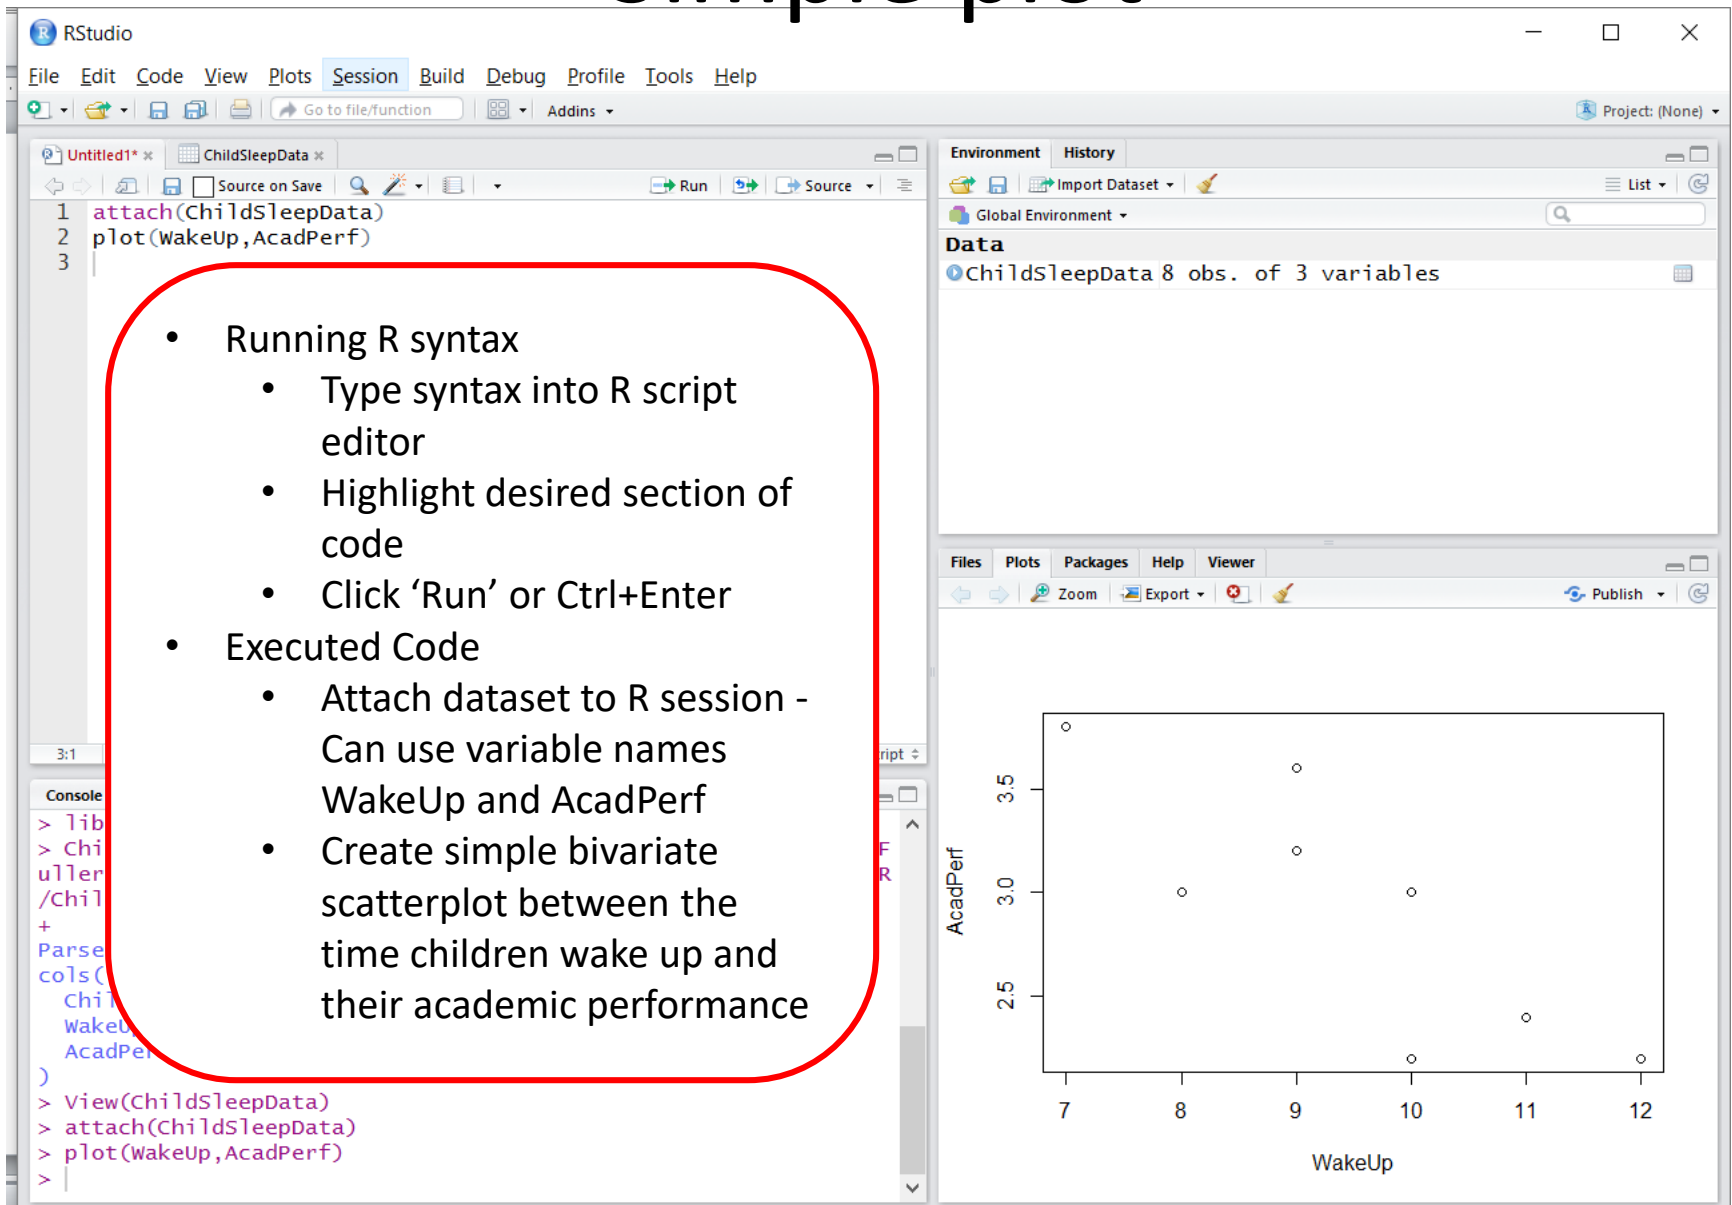 Simple plot
RStudio
File Edit Code View Plots Session Build Debug Profile Tools Help
Go to file/function Addins Project: (None)
Untitled1* ChildSleepData
Source on Save Run Source
1 attach(ChildSleepData)
2 plot(WakeUp,AcadPerf)
3
• Running R syntax
• Type syntax into R script
editor
• Highlight desired section of
code
• Click ‘Run’ or Ctrl+Enter
• Executed Code
• Attach dataset to R session -
Can use variable names
WakeUp and AcadPerf
• Create simple bivariate
scatterplot between the
time children wake up and
their academic performance
3:1 ript
Console
> lib
> Chi F
uller R
/Chil
+
Parse
cols(
Chil
WakeU
AcadPer
)
> View(ChildSleepData)
> attach(ChildSleepData)
> plot(WakeUp,AcadPerf)
>
Environment History
Import Dataset List
Global Environment
Data
ChildSleepData 8 obs. of 3 variables
Files Plots Packages Help Viewer
Zoom Export Publish
AcadPerf
3.5
3.0
2.5
7 8 9 10 11 12
WakeUp